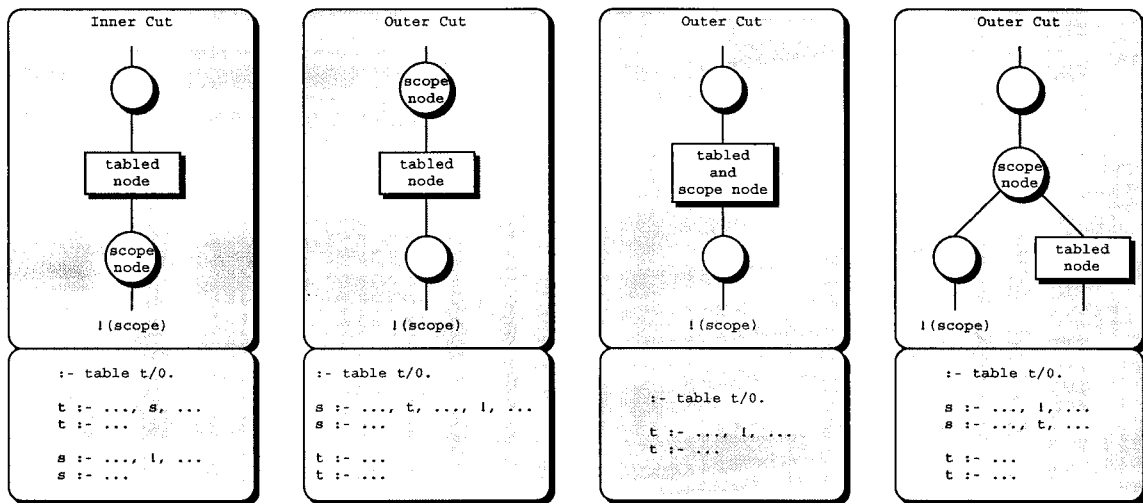 Inner Cut
tabled
node
scope
node
!(scope)
:- table t/0.
t :- ..., s, ...
t :- ...
s :- ..., !, ...
s :- ...
Outer Cut
scope
node
tabled
node
!(scope)
:- table t/0.
s :- ..., t, ..., !, ...
s :- ...
t :- ...
t :- ...
Outer Cut
tabled
and
scope node
!(scope)
:- table t/0.
t :- ..., !, ...
t :- ...
Outer Cut
scope
node
tabled
node
!(scope)
:- table t/0.
s :- ..., !, ...
s :- ..., t, ...
t :- ...
t :- ...